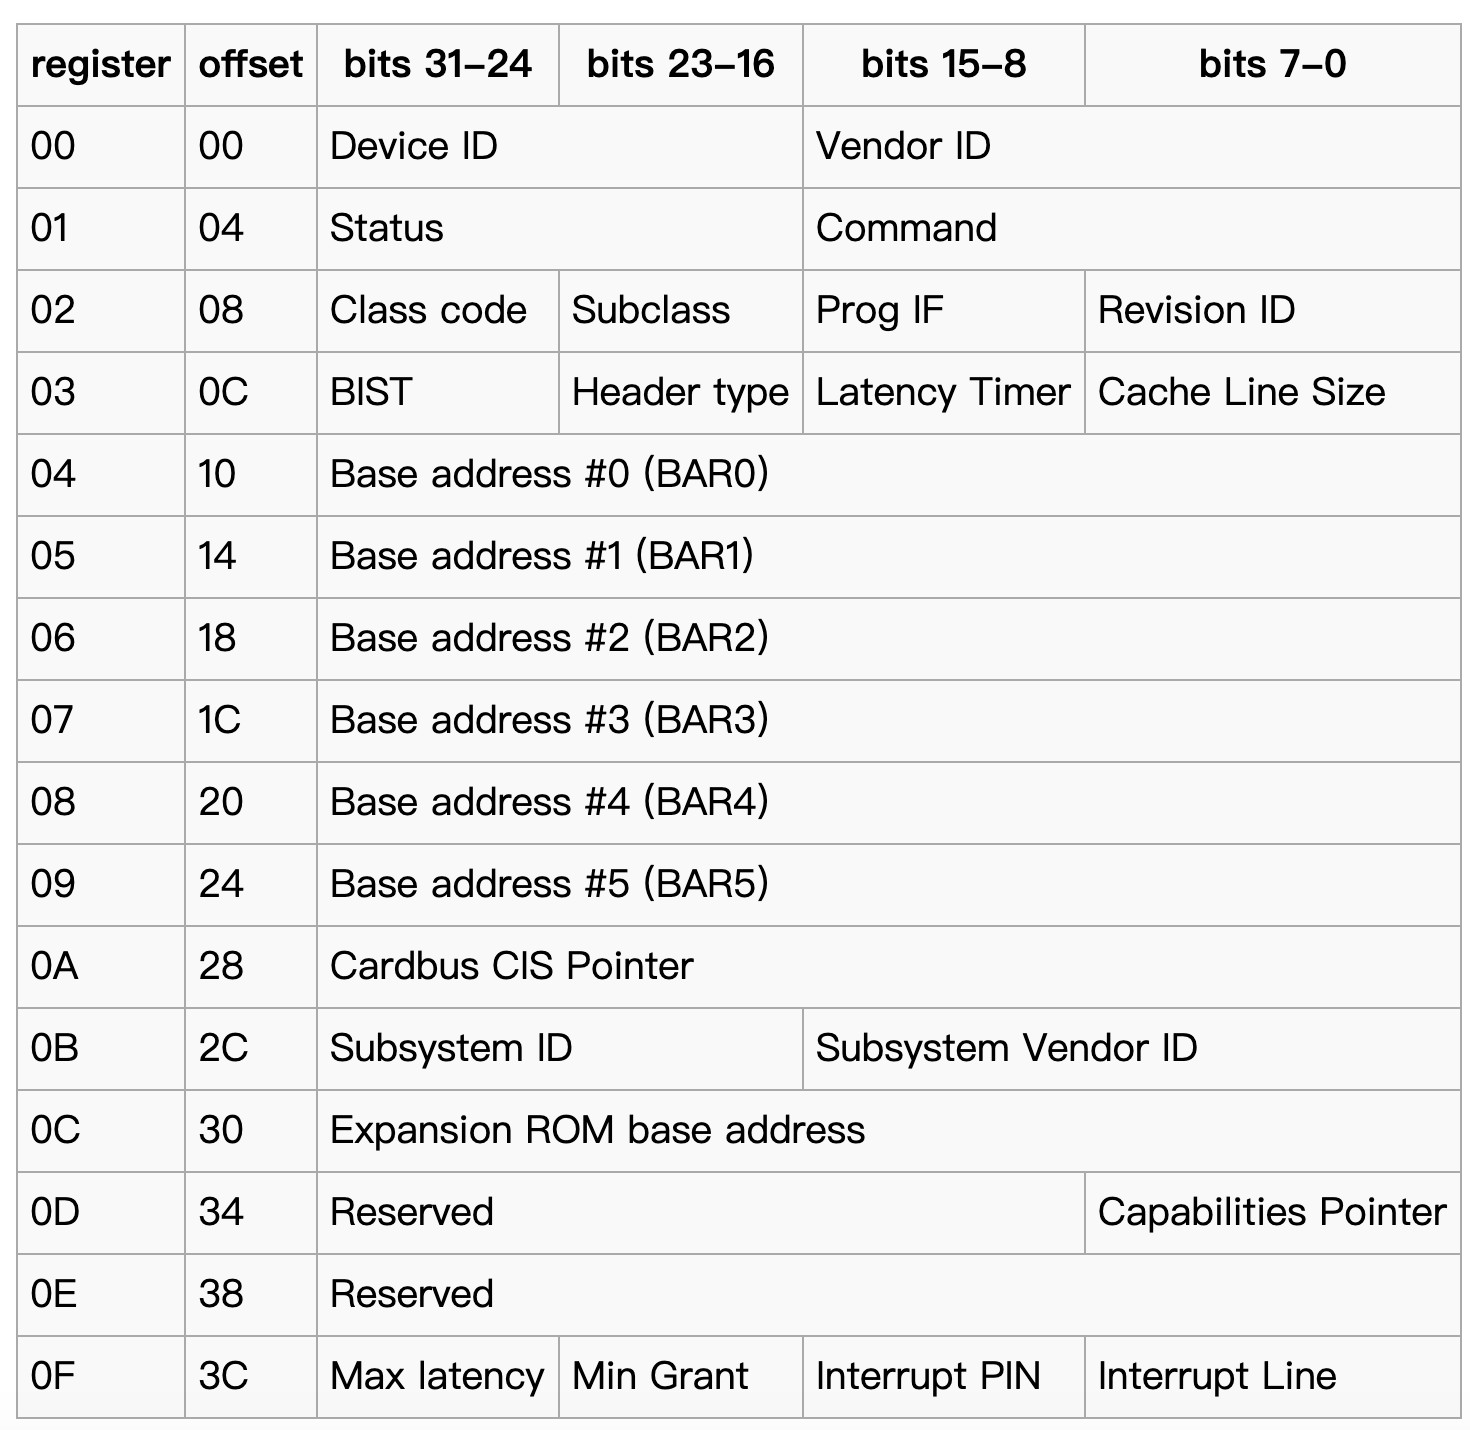 register offset bits 31–24 bits 23–16 bits 15–8 bits 7–0
00 00 Device ID Vendor ID
01 04 Status Command
02 08 Class code Subclass Prog IF Revision ID
03 0C BIST Header type Latency Timer Cache Line Size
04 10 Base address #0 (BAR0)
05 14 Base address #1 (BAR1)
06 18 Base address #2 (BAR2)
07 1C Base address #3 (BAR3)
08 20 Base address #4 (BAR4)
09 24 Base address #5 (BAR5)
0A 28 Cardbus CIS Pointer
0B 2C Subsystem ID Subsystem Vendor ID
0C 30 Expansion ROM base address
0D 34 Reserved Capabilities Pointer
0E 38 Reserved
0F 3C Max latency Min Grant Interrupt PIN Interrupt Line